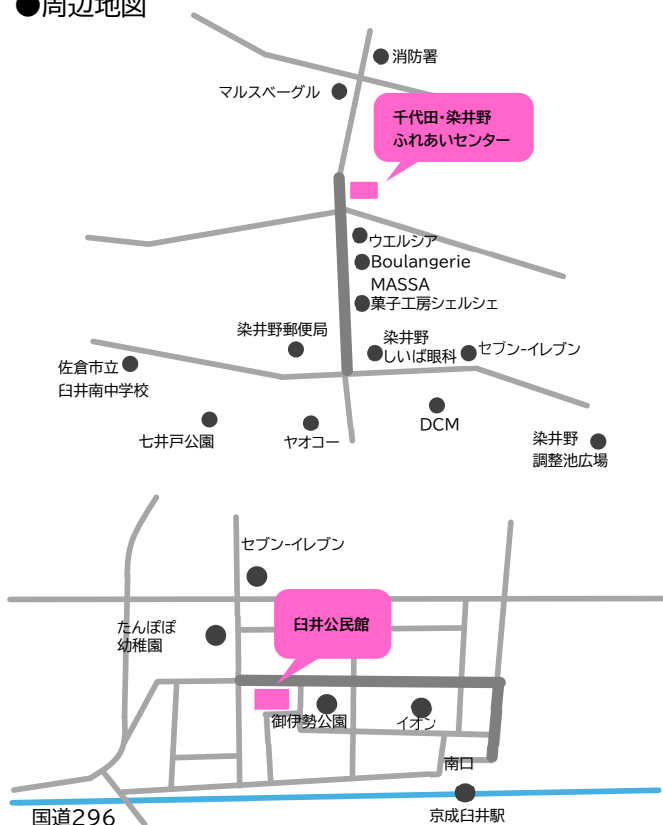 ●周辺地図
消防署
マルスベーグル
千代田・染井野
ふれあいセンター
ウエルシア
Boulangerie
MASSA
菓子工房シェルシェ
染井野郵便局
染井野
しいば眼科
セブン-イレブン
佐倉市立
臼井南中学校
七井戸公園
ヤオコー
DCM
染井野
調整池広場
セブン-イレブン
たんぽぽ
幼稚園
臼井公民館
御伊勢公園
イオン
南口
国道296
京成臼井駅